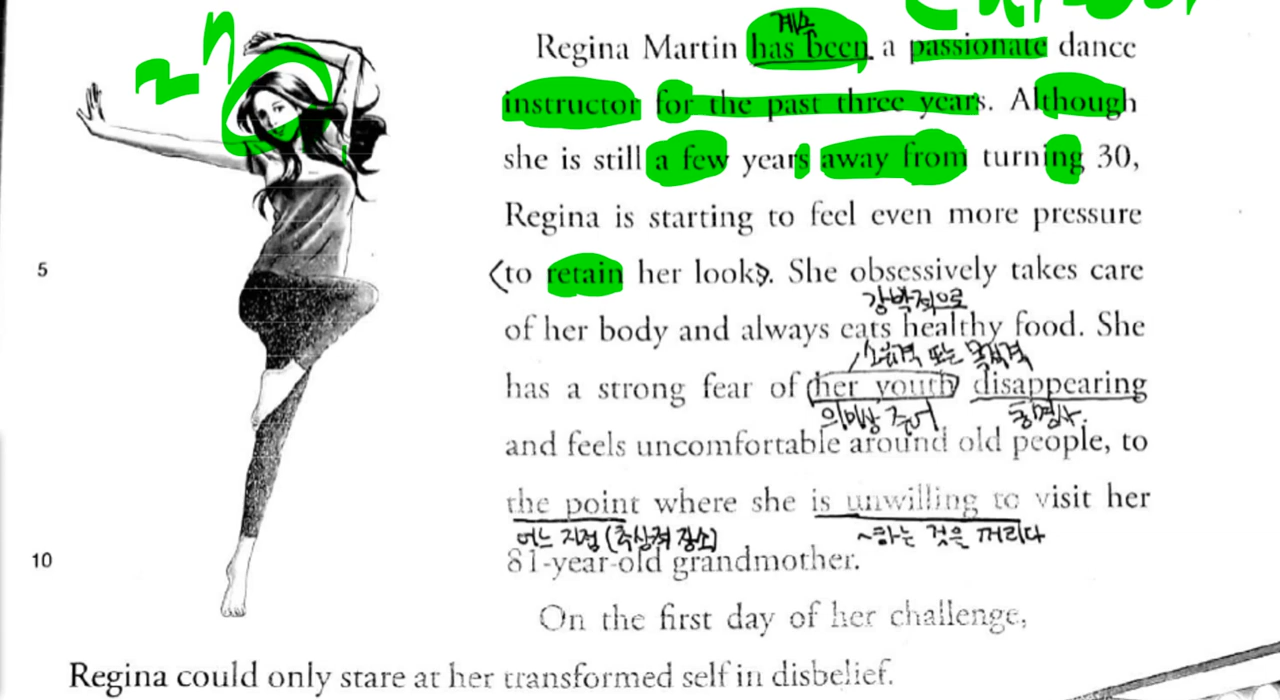 계속
Regina Martin has been a passionate dance
instructor for the past three years. Although
she is still a few years away from turning 30,
Regina is starting to feel even more pressure
5
<to retain her looks>. She obsessively takes care
강박적으로
of her body and always eats healthy food. She
소유격 또는 목적격
has a strong fear of her youth disappearing
의미상 주어 동명사.
and feels uncomfortable around old people, to
the point where she is unwilling to visit her
어느 지점 (추상적 장소) ~하는 것을 꺼리다
10
81-year-old grandmother.
On the first day of her challenge,
Regina could only stare at her transformed self in disbelief.